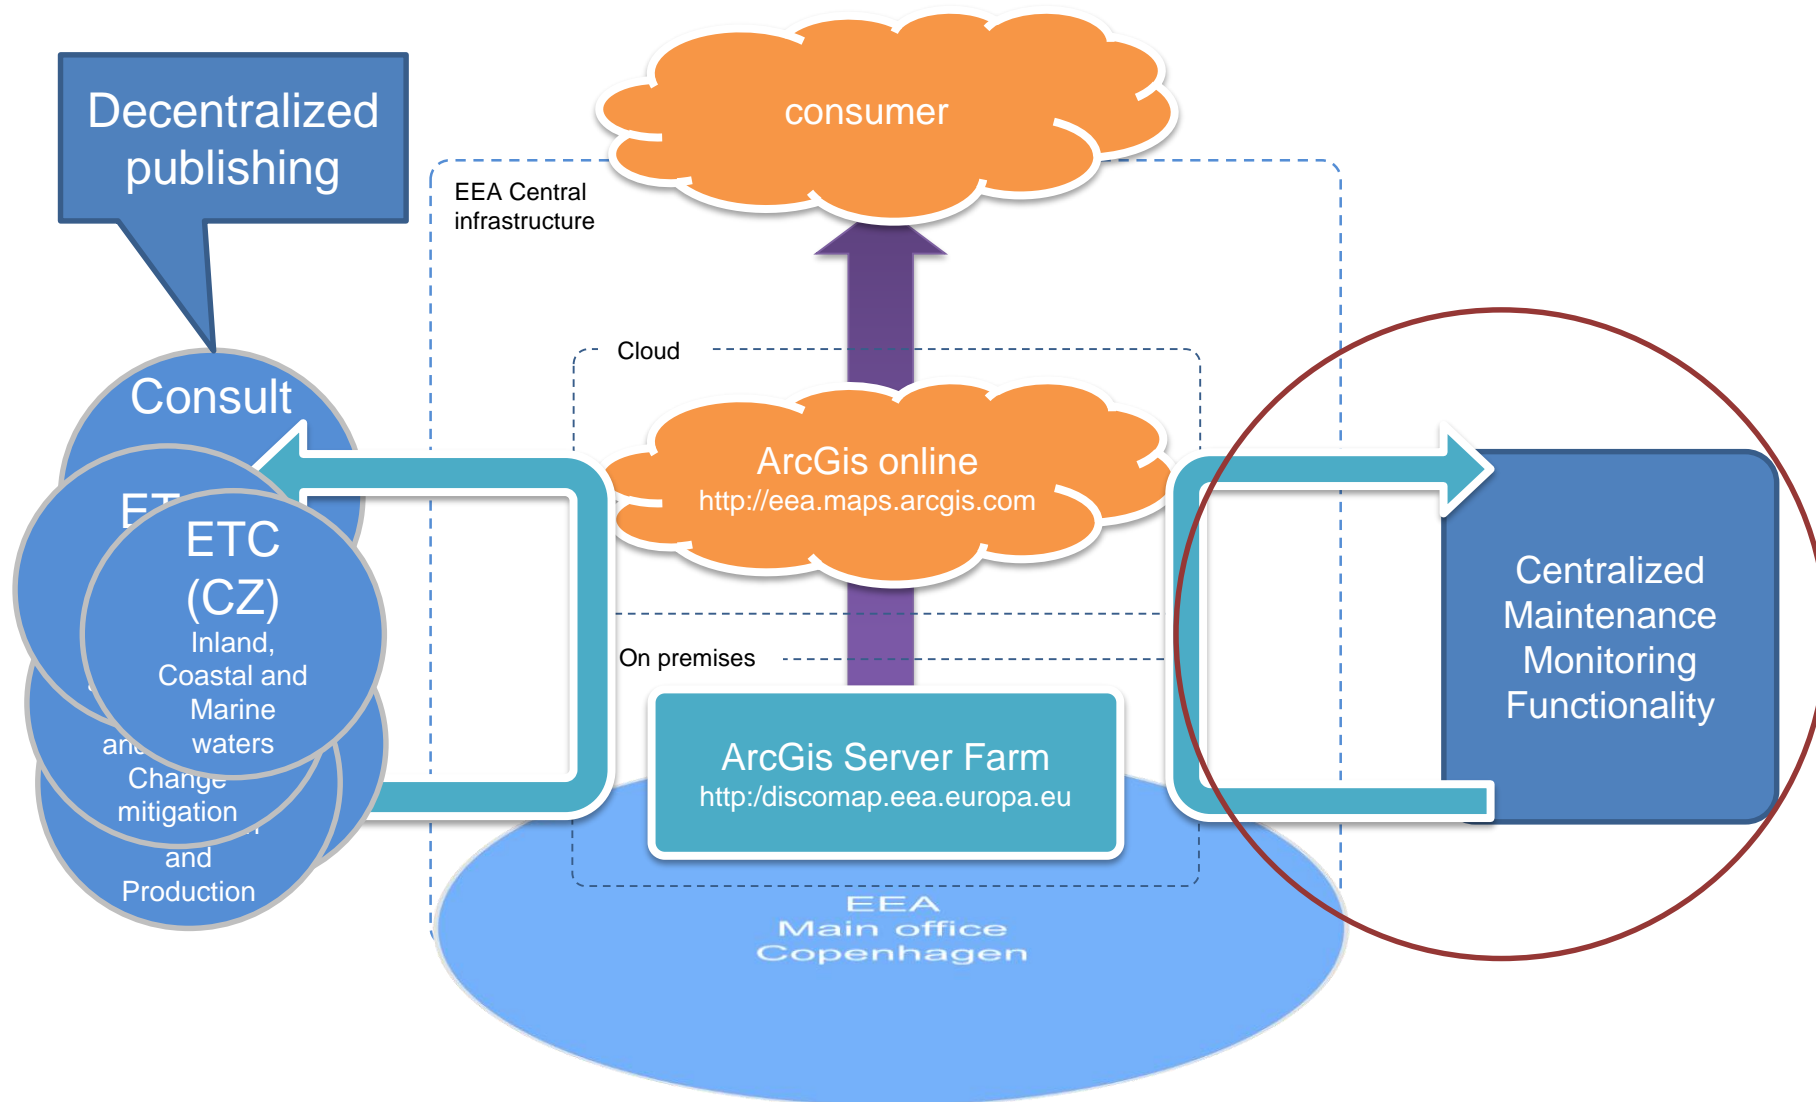 Decentralized
publishing
consumer
EEA Central
infrastructure
Cloud
Consult
ArcGis online
http://eea.maps.arcgis.com
ETC
(CZ)
Inland,
Coastal and
Marine
waters
Change
mitigation
and
Production
On premises
ArcGis Server Farm
http:/discomap.eea.europa.eu
Centralized
Maintenance
Monitoring
Functionality
EEA
Main office
Copenhagen